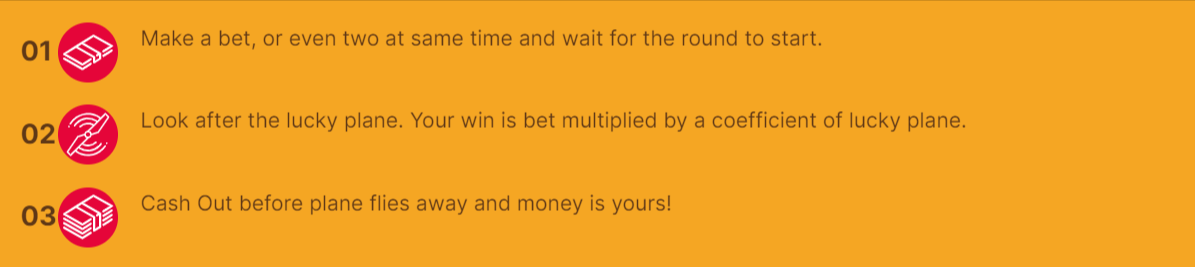 01 Make a bet, or even two at same time and wait for the round to start.
02 Look after the lucky plane. Your win is bet multiplied by a coefficient of lucky plane.
03 Cash Out before plane flies away and money is yours!